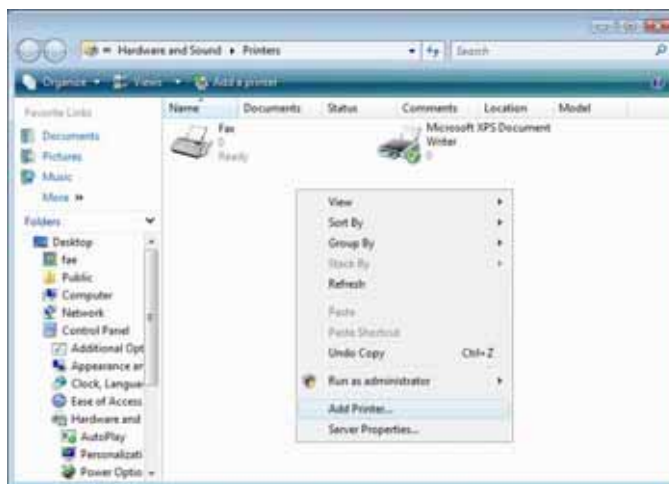 Hardware and Sound ▸ Printers
Search
Organize
Views
Add a printer
Favorite Links
Documents
Pictures
Music
More »
Folders
Desktop
fae
Public
Computer
Network
Control Panel
Additional Opt
Appearance an
Clock, Languag
Ease of Access
Hardware and
AutoPlay
Personalizati
Power Optio
Name Documents Status Comments Location Model
Fax
0
Ready
Microsoft XPS Document
Writer
0
View
Sort By
Group By
Stack By
Refresh
Paste
Paste Shortcut
Undo Copy Ctrl+Z
Run as administrator
Add Printer...
Server Properties...